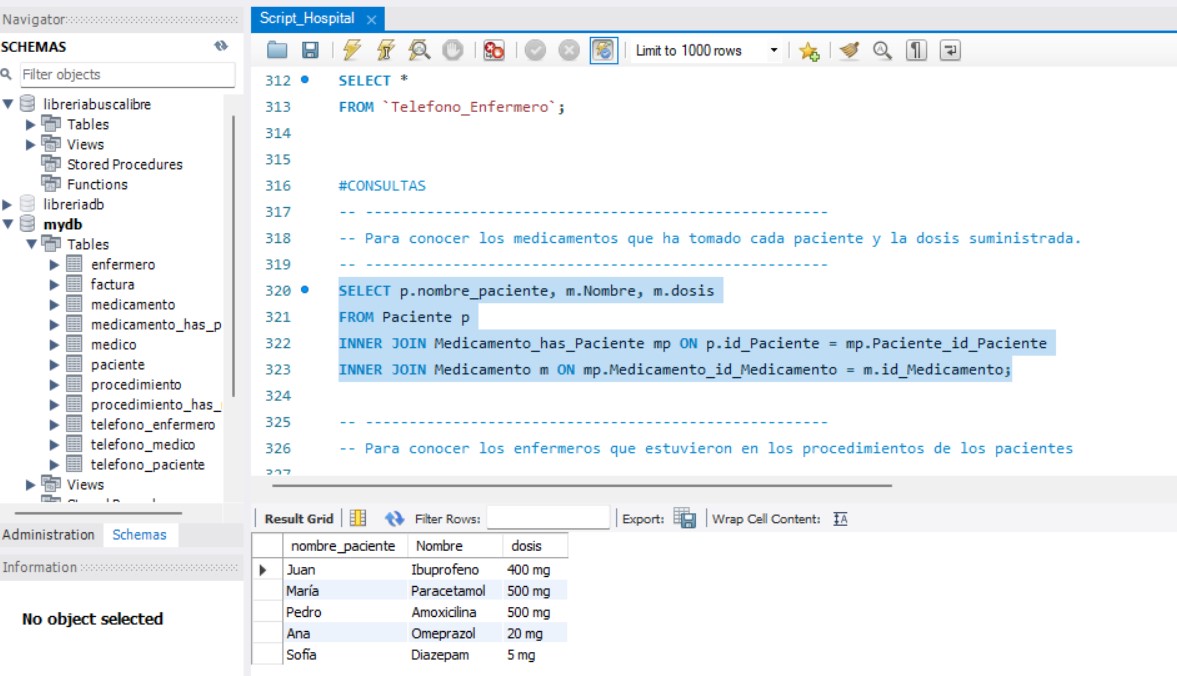 Navigator
SCHEMAS
Filter objects
libreriabuscalibre
Tables
Views
Stored Procedures
Functions
libreriadb
mydb
Tables
enfermero
factura
medicamento
medicamento_has_p
medico
paciente
procedimiento
procedimiento_has_
telefono_enfermero
telefono_medico
telefono_paciente
Views
Administration Schemas
Information
No object selected
Script_Hospital
Limit to 1000 rows
312 SELECT *
313 FROM `Telefono_Enfermero`;
314
315
316 #CONSULTAS
317 -- -----------------------------------------------------
318 -- Para conocer los medicamentos que ha tomado cada paciente y la dosis suministrada.
319 -- -----------------------------------------------------
320 SELECT p.nombre_paciente, m.Nombre, m.dosis
321 FROM Paciente p
322 INNER JOIN Medicamento_has_Paciente mp ON p.id_Paciente = mp.Paciente_id_Paciente
323 INNER JOIN Medicamento m ON mp.Medicamento_id_Medicamento = m.id_Medicamento;
324
325 -- -----------------------------------------------------
326 -- Para conocer los enfermeros que estuvieron en los procedimientos de los pacientes
327
Result Grid Filter Rows: Export: Wrap Cell Content:
nombre_paciente Nombre dosis
Juan Ibuprofeno 400 mg
María Paracetamol 500 mg
Pedro Amoxicilina 500 mg
Ana Omeprazol 20 mg
Sofía Diazepam 5 mg